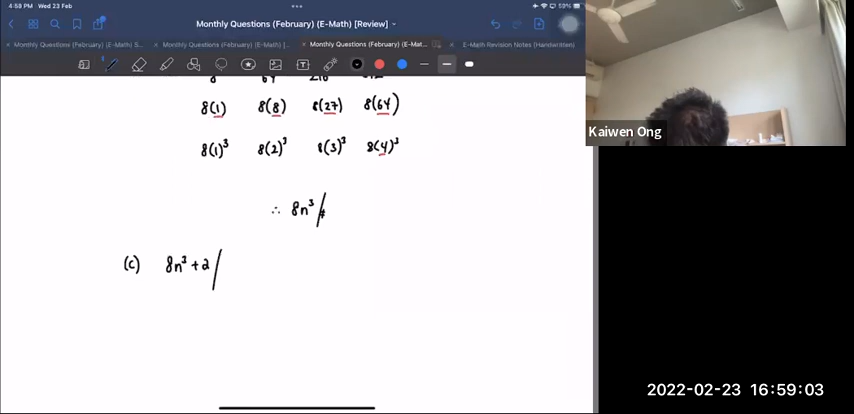 4:58 PM Wed 23 Feb
59%
Monthly Questions (February) (E-Math) [Review]
Monthly Questions (February) (E-Math) S... Monthly Questions (February) (E-Math) [... Monthly Questions (February) (E-Mat... E-Math Revision Notes (Handwritten)
8(1) 8(8) 8(27) 8(64)
8(1)³ 8(2)³ 8(3)³ 8(4)³
∴ 8n³
(c) 8n³ + 2
Kaiwen Ong
2022-02-23 16:59:03